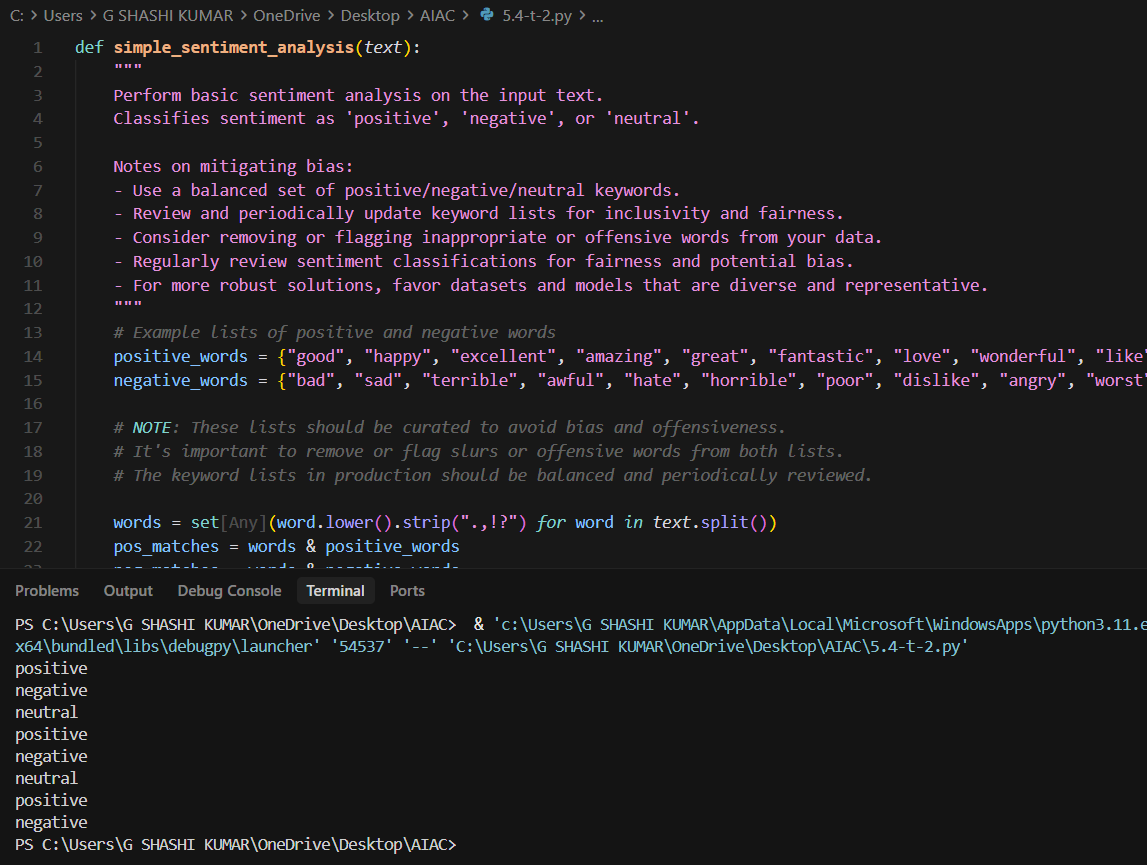 C: > Users > G SHASHI KUMAR > OneDrive > Desktop > AIAC > 5.4-t-2.py > ...
1 def simple_sentiment_analysis(text):
2 """
3 Perform basic sentiment analysis on the input text.
4 Classifies sentiment as 'positive', 'negative', or 'neutral'.
5
6 Notes on mitigating bias:
7 - Use a balanced set of positive/negative/neutral keywords.
8 - Review and periodically update keyword lists for inclusivity and fairness.
9 - Consider removing or flagging inappropriate or offensive words from your data.
10 - Regularly review sentiment classifications for fairness and potential bias.
11 - For more robust solutions, favor datasets and models that are diverse and representative.
12 """
13 # Example lists of positive and negative words
14 positive_words = {"good", "happy", "excellent", "amazing", "great", "fantastic", "love", "wonderful", "like"
15 negative_words = {"bad", "sad", "terrible", "awful", "hate", "horrible", "poor", "dislike", "angry", "worst"
16
17 # NOTE: These lists should be curated to avoid bias and offensiveness.
18 # It's important to remove or flag slurs or offensive words from both lists.
19 # The keyword lists in production should be balanced and periodically reviewed.
20
21 words = set[Any](word.lower().strip(".,!?") for word in text.split())
22 pos_matches = words & positive_words
Problems Output Debug Console Terminal Ports
PS C:\Users\G SHASHI KUMAR\OneDrive\Desktop\AIAC>  & 'c:\Users\G SHASHI KUMAR\AppData\Local\Microsoft\WindowsApps\python3.11.e
x64\bundled\libs\debugpy\launcher' '54537' '--' 'C:\Users\G SHASHI KUMAR\OneDrive\Desktop\AIAC\5.4-t-2.py'
positive
negative
neutral
positive
negative
neutral
positive
negative
PS C:\Users\G SHASHI KUMAR\OneDrive\Desktop\AIAC>